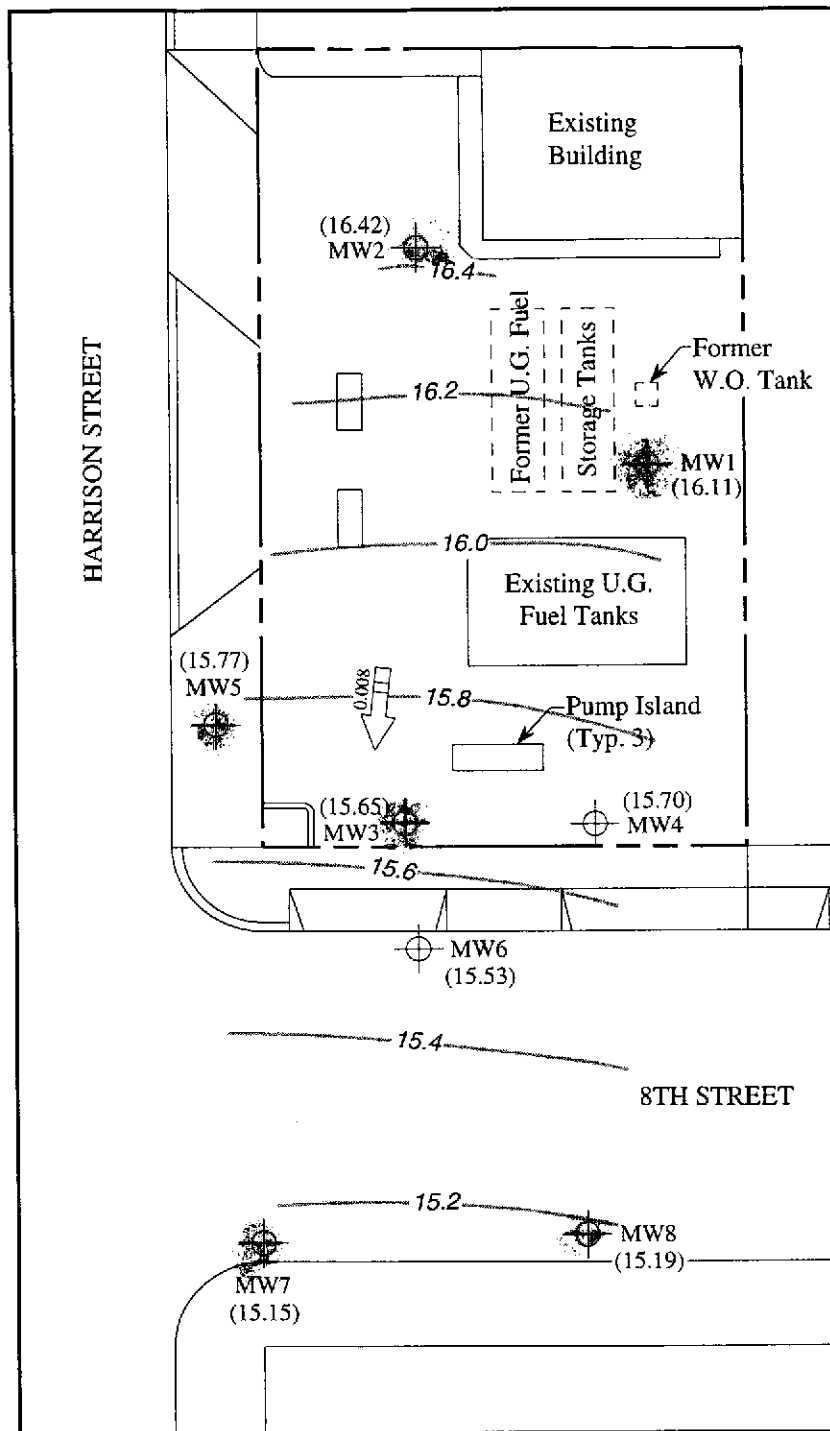 Existing
Building
(16.42)
MW2
16.4
Former U.G. Fuel
Storage Tanks
Former
W.O. Tank
16.2
MW1
(16.11)
HARRISON STREET
16.0
Existing U.G.
Fuel Tanks
(15.77)
MW5
0.008
15.8
Pump Island
(Typ. 3)
(15.65)
MW3
(15.70)
MW4
15.6
MW6
(15.53)
15.4
8TH STREET
15.2
MW8
(15.19)
MW7
(15.15)